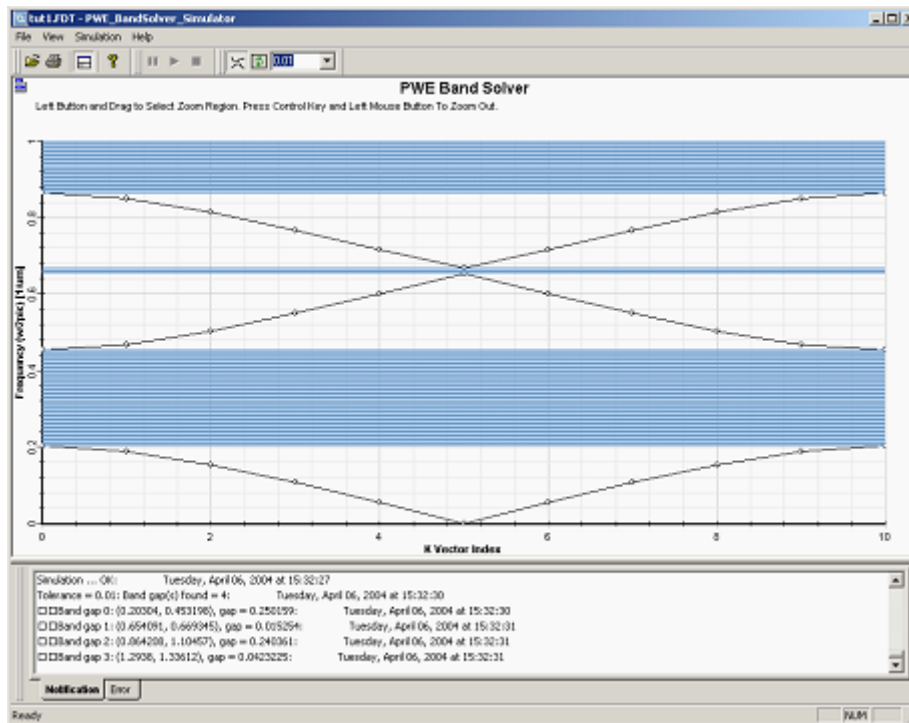 tut1.FDT - PWE_BandSolver_Simulator
File View Simulation Help
0.01
PWE Band Solver
Left Button and Drag to Select Zoom Region. Press Control Key and Left Mouse Button To Zoom Out.
1
0.8
0.6
0.4
0.2
0
Frequency (w/2pic) [1/um]
0 2 4 6 8 10
K Vector Index
Simulation ... OK: Tuesday, April 06, 2004 at 15:32:27
Tolerance = 0.01: Band gap(s) found = 4: Tuesday, April 06, 2004 at 15:32:30
Band gap 0: (0.20304, 0.453198), gap = 0.250159: Tuesday, April 06, 2004 at 15:32:30
Band gap 1: (0.654091, 0.669345), gap = 0.015254: Tuesday, April 06, 2004 at 15:32:31
Band gap 2: (0.864208, 1.10457), gap = 0.240361: Tuesday, April 06, 2004 at 15:32:31
Band gap 3: (1.2938, 1.33612), gap = 0.0423225: Tuesday, April 06, 2004 at 15:32:31
Notification Error
Ready NUM